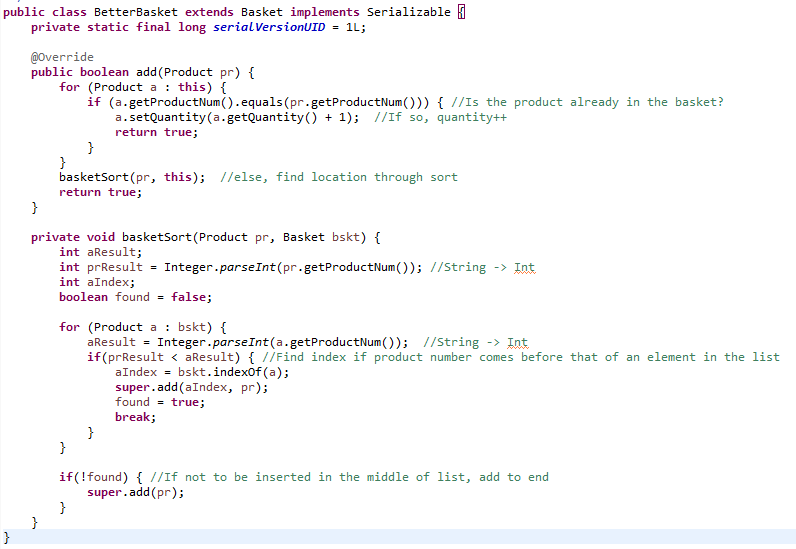 public class BetterBasket extends Basket implements Serializable {
    private static final long serialVersionUID = 1L;

    @Override
    public boolean add(Product pr) {
        for (Product a : this) {
            if (a.getProductNum().equals(pr.getProductNum())) { //Is the product already in the basket?
                a.setQuantity(a.getQuantity() + 1);  //If so, quantity++
                return true;
            }
        }
        basketSort(pr, this);  //else, find location through sort
        return true;
    }

    private void basketSort(Product pr, Basket bskt) {
        int aResult;
        int prResult = Integer.parseInt(pr.getProductNum()); //String -> Int
        int aIndex;
        boolean found = false;

        for (Product a : bskt) {
            aResult = Integer.parseInt(a.getProductNum());  //String -> Int
            if(prResult < aResult) { //Find index if product number comes before that of an element in the list
                aIndex = bskt.indexOf(a);
                super.add(aIndex, pr);
                found = true;
                break;
            }
        }

        if(!found) { //If not to be inserted in the middle of list, add to end
            super.add(pr);
        }
    }
}